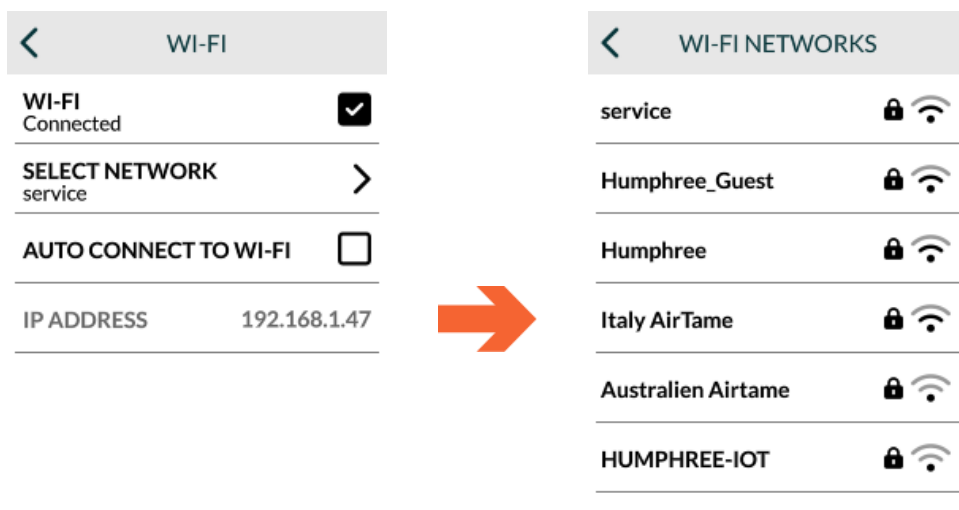 WI-FI
WI-FI
Connected
SELECT NETWORK
service
AUTO CONNECT TO WI-FI
IP ADDRESS 192.168.1.47
WI-FI NETWORKS
service
Humphree_Guest
Humphree
Italy AirTame
Australien Airtame
HUMPHREE-IOT